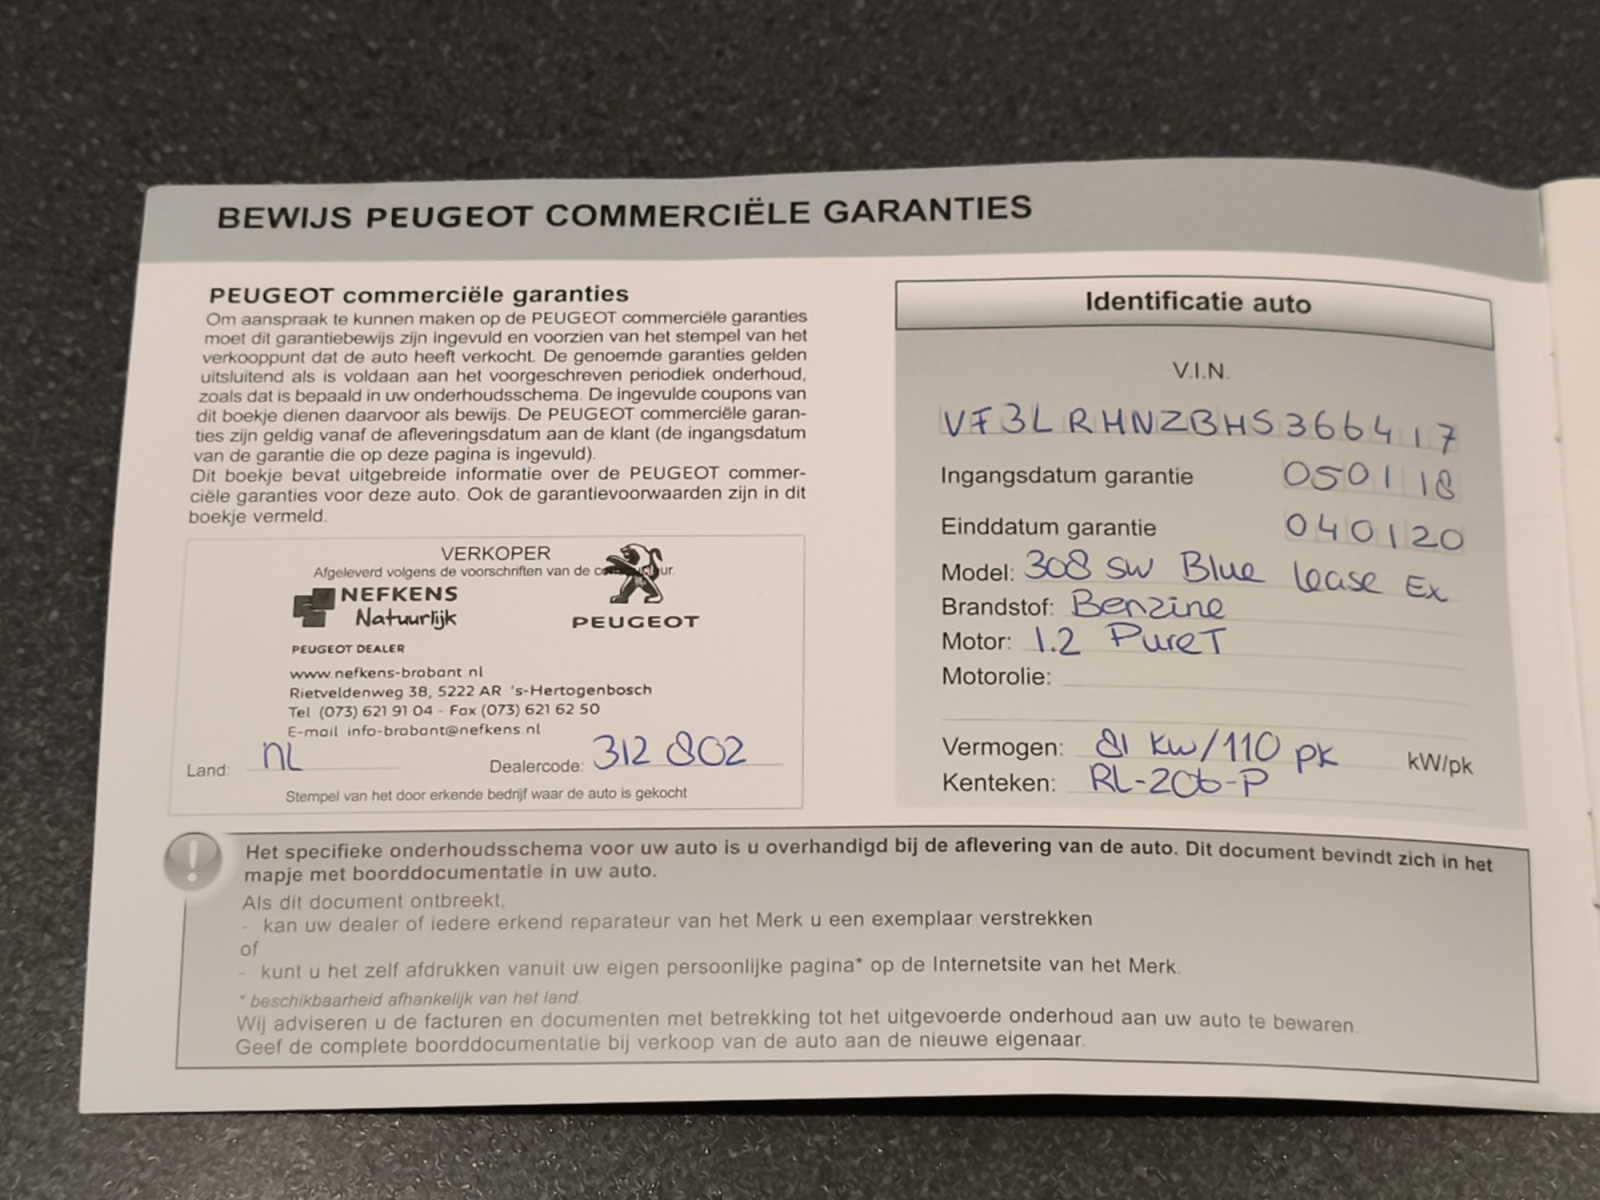 BEWIJS PEUGEOT COMMERCIËLE GARANTIES
PEUGEOT commerciële garanties
Om aanspraak te kunnen maken op de PEUGEOT commerciële garanties
moet dit garantiebewijs zijn ingevuld en voorzien van het stempel van het
verkooppunt dat de auto heeft verkocht. De genoemde garanties gelden
uitsluitend als is voldaan aan het voorgeschreven periodiek onderhoud,
zoals dat is bepaald in uw onderhoudsschema. De ingevulde coupons van
dit boekje dienen daarvoor als bewijs. De PEUGEOT commerciële garan-
ties zijn geldig vanaf de afleveringsdatum aan de klant (de ingangsdatum
van de garantie die op deze pagina is ingevuld).
Dit boekje bevat uitgebreide informatie over de PEUGEOT commer-
ciële garanties voor deze auto. Ook de garantievoorwaarden zijn in dit
boekje vermeld.
VERKOPER
Afgeleverd volgens de voorschriften van de
NEFKENS
Natuurlijk
PEUGEOT
PEUGEOT DEALER
www.nefkens-brabant.nl
Rietveldenweg 38, 5222 AR 's-Hertogenbosch
Tel (073) 621 91 04 - Fax (073) 621 62 50
E-mail info-brabant@nefkens.nl
Land: NL Dealercode: 312 802
Stempel van het door erkende bedrijf waar de auto is gekocht
Identificatie auto
V.I.N.
VF3LRHNZBHS366417
Ingangsdatum garantie 050118
Einddatum garantie 040120
Model: 308 SW Blue Lease Ex
Brandstof: Benzine
Motor: 1.2 PureT
Motorolie:
Vermogen: 81 kw/110 pk kW/pk
Kenteken: RL-206-P
Het specifieke onderhoudsschema voor uw auto is u overhandigd bij de aflevering van de auto. Dit document bevindt zich in het
mapje met boorddocumentatie in uw auto.
Als dit document ontbreekt,
- kan uw dealer of iedere erkend reparateur van het Merk u een exemplaar verstrekken
of
- kunt u het zelf afdrukken vanuit uw eigen persoonlijke pagina* op de Internetsite van het Merk.
* beschikbaarheid afhankelijk van het land.
Wij adviseren u de facturen en documenten met betrekking tot het uitgevoerde onderhoud aan uw auto te bewaren.
Geef de complete boorddocumentatie bij verkoop van de auto aan de nieuwe eigenaar.